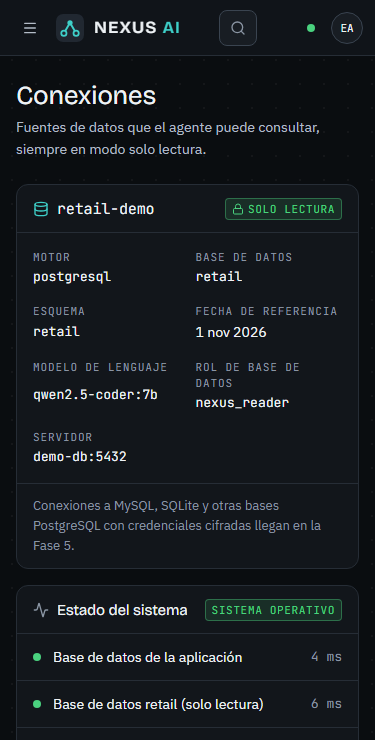 NEXUS AI
EA
Conexiones
Fuentes de datos que el agente puede consultar,
siempre en modo solo lectura.
retail-demo
SOLO LECTURA
MOTOR
postgresql
BASE DE DATOS
retail
ESQUEMA
retail
FECHA DE REFERENCIA
1 nov 2026
MODELO DE LENGUAJE
qwen2.5-coder:7b
ROL DE BASE DE
DATOS
nexus_reader
SERVIDOR
demo-db:5432
Conexiones a MySQL, SQLite y otras bases
PostgreSQL con credenciales cifradas llegan en la
Fase 5.
Estado del sistema
SISTEMA OPERATIVO
Base de datos de la aplicación
4 ms
Base de datos retail (solo lectura)
6 ms